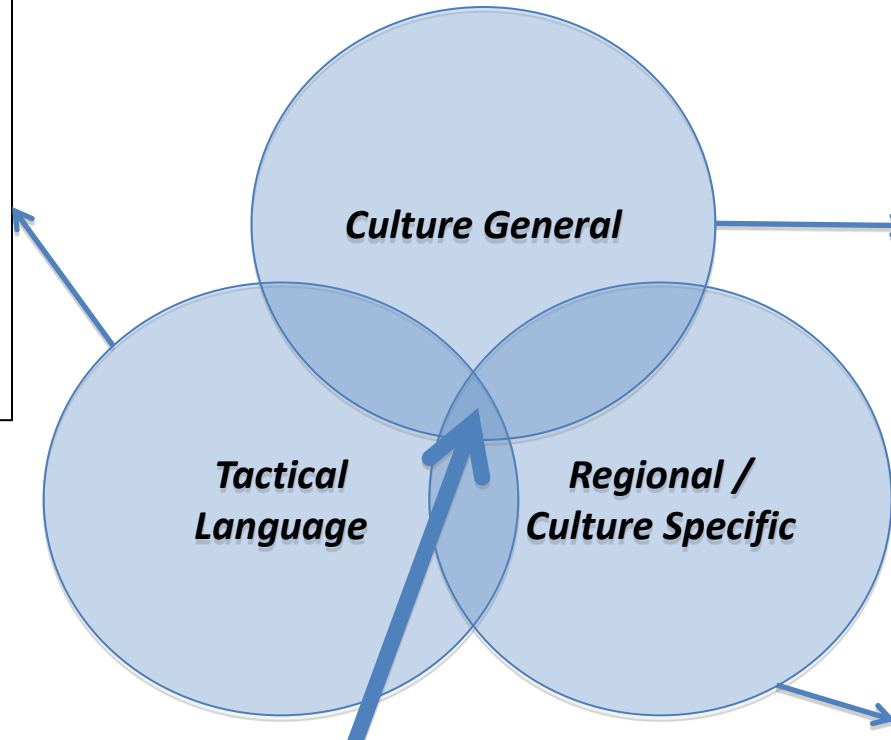 Culture General
Tactical
Language
Regional /
Culture Specific